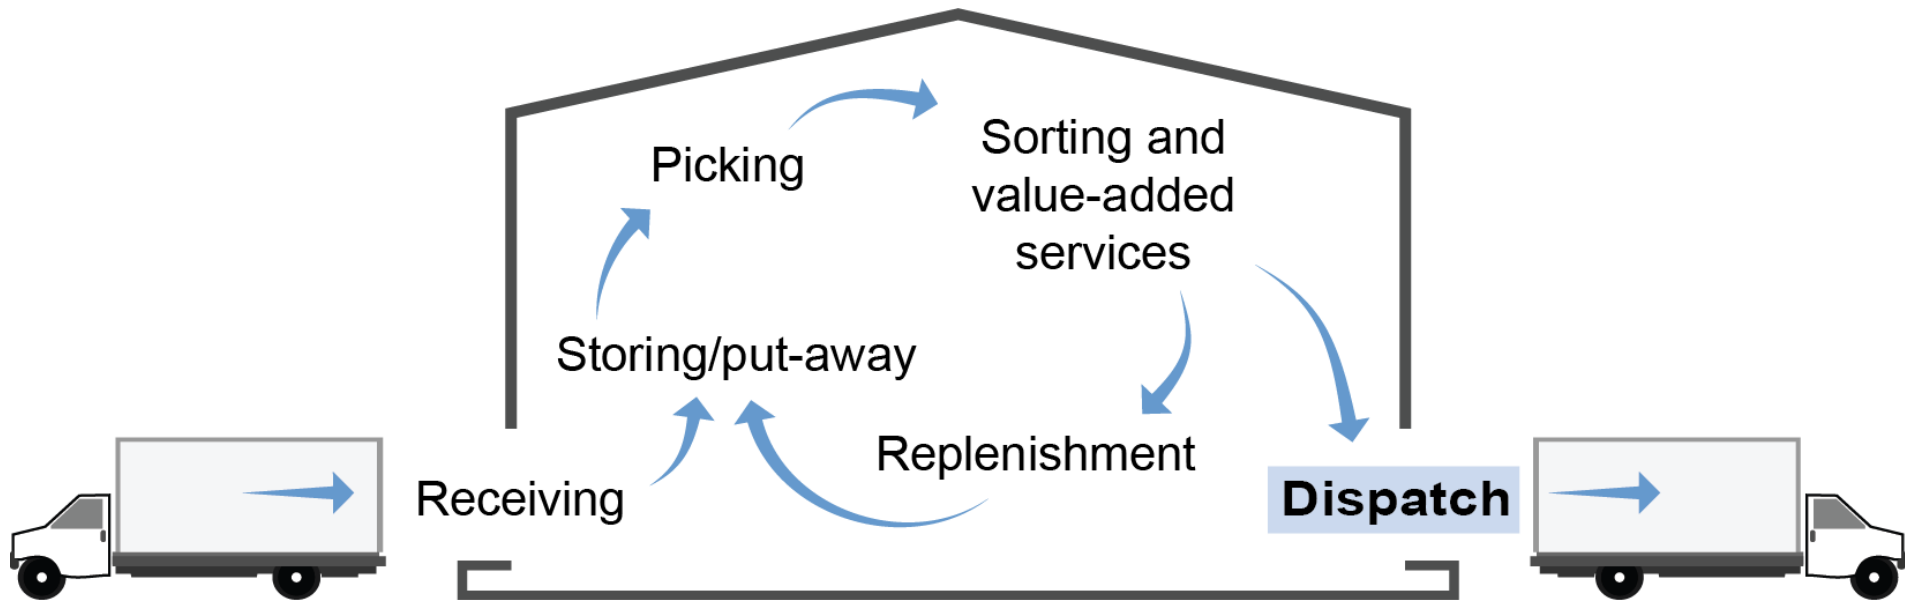 Picking
Sorting and
value-added
services
Storing/put-away
Replenishment
Receiving
Dispatch